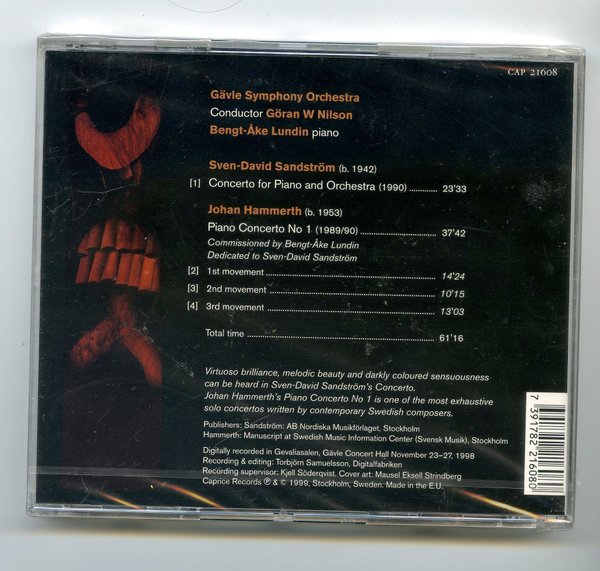 CAP 21608
Gävle Symphony Orchestra
Conductor Göran W Nilson
Bengt-Åke Lundin piano
Sven-David Sandström (b. 1942)
[1] Concerto for Piano and Orchestra (1990) ............ 23'33
Johan Hammerth (b. 1953)
Piano Concerto No 1 (1989/90) ............ 37'42
Commissioned by Bengt-Åke Lundin
Dedicated to Sven-David Sandström
[2] 1st movement ............ 14'24
[3] 2nd movement ............ 10'15
[4] 3rd movement ............ 13'03
Total time ............ 61'16
Virtuoso brilliance, melodic beauty and darkly coloured sensuousness
can be heard in Sven-David Sandström's Concerto.
Johan Hammerth's Piano Concerto No 1 is one of the most exhaustive
solo concertos written by contemporary Swedish composers.
Publishers: Sandström: AB Nordiska Musikförlaget, Stockholm
Hammerth: Manuscript at Swedish Music Information Center (Svensk Musik), Stockholm
Digitally recorded in Gevaliasalen, Gävle Concert Hall November 23–27, 1998
Recording & editing: Torbjörn Samuelsson, Digitalfabriken
Recording supervisor: Kjell Söderqvist. Cover art: Mausel Eksell Strindberg
Caprice Records ℗ & © 1999, Stockholm, Sweden. Made in the E.U.
7 391782 216080